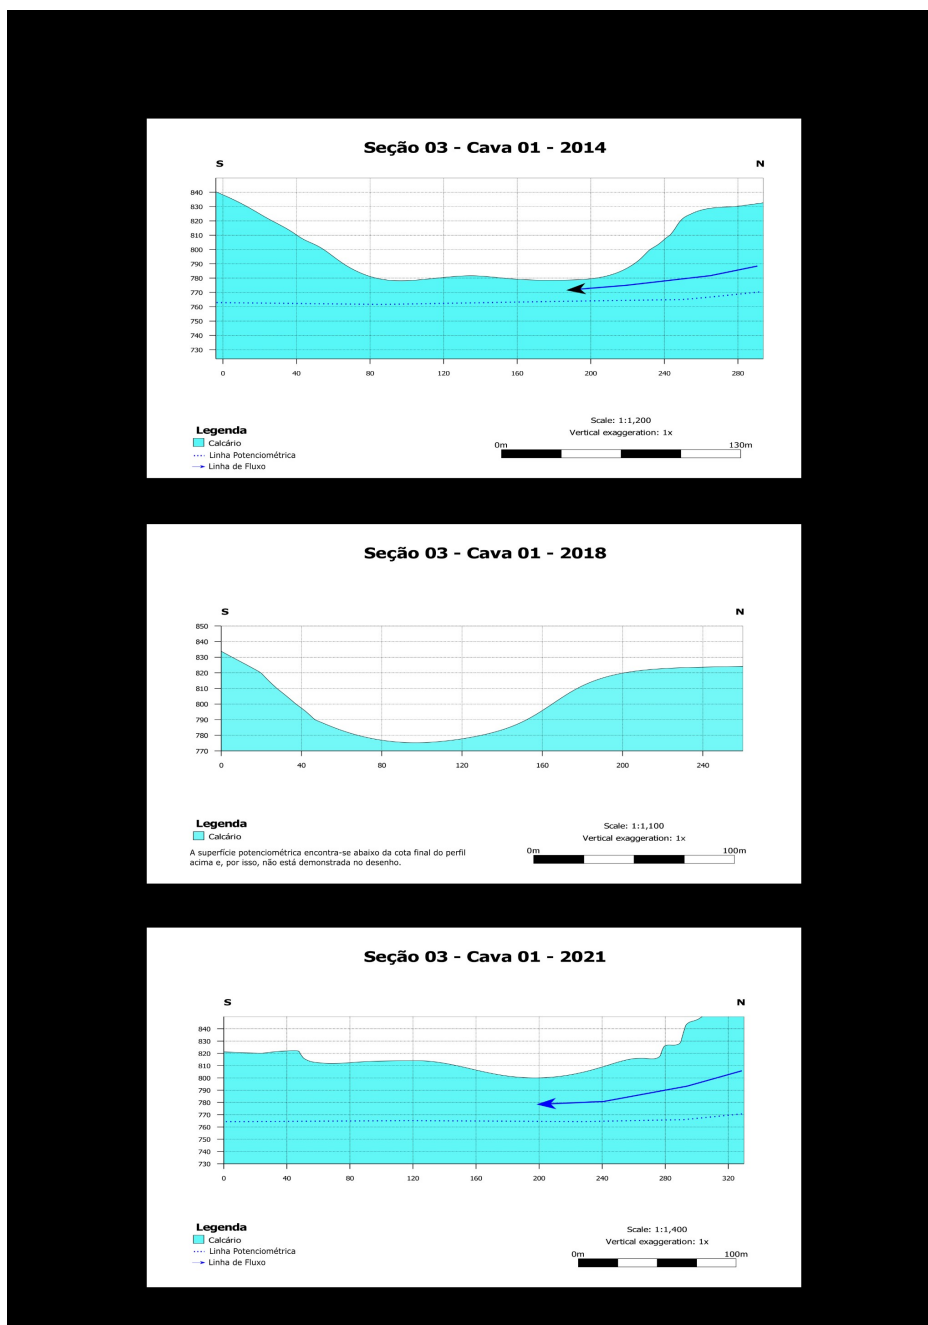 Seção 03 - Cava 01 - 2014
S
N
840
830
820
810
800
790
780
770
760
750
740
730
0 40 80 120 160 200 240 280
Legenda
Calcário
Linha Potenciométrica
Linha de Fluxo
Scale: 1:1,200
Vertical exaggeration: 1x
0m 130m
Seção 03 - Cava 01 - 2018
S
N
850
840
830
820
810
800
790
780
770
0 40 80 120 160 200 240
Legenda
Calcário
A superfície potenciométrica encontra-se abaixo da cota final do perfil
acima e, por isso, não está demonstrada no desenho.
Scale: 1:1,100
Vertical exaggeration: 1x
0m 100m
Seção 03 - Cava 01 - 2021
S
N
840
830
820
810
800
790
780
770
760
750
740
730
0 40 80 120 160 200 240 280 320
Legenda
Calcário
Linha Potenciométrica
Linha de Fluxo
Scale: 1:1,400
Vertical exaggeration: 1x
0m 100m